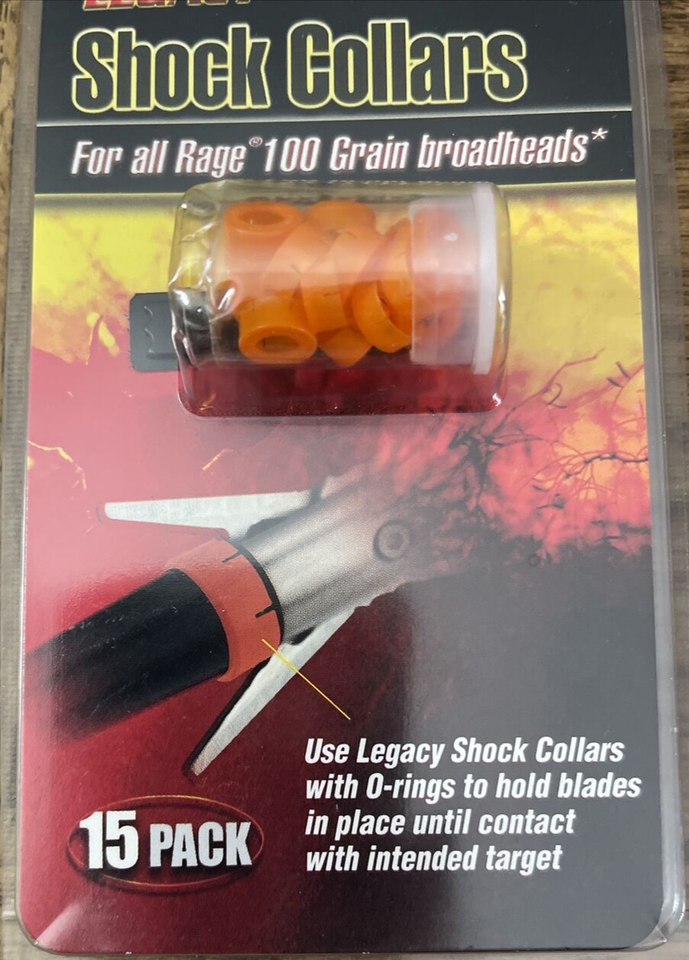 LEGACY
Shock Collars
For all Rage® 100 Grain broadheads*
Use Legacy Shock Collars
with O-rings to hold blades
in place until contact
with intended target
15 PACK